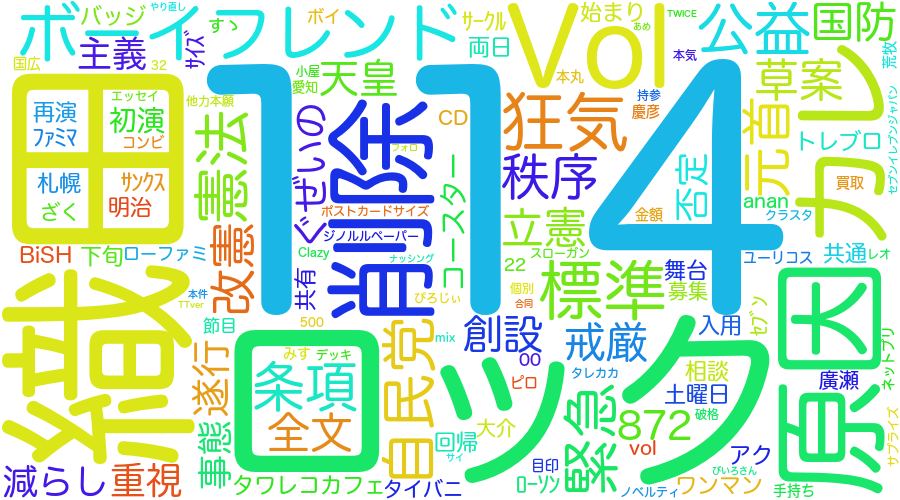 バッジ
やり直し
ボーイフレンド
すゝ
ボイ
サークル
Vol
始まり
TWICE
あめ
公益
国防
国広
32
主義
サイズ
小屋
愛知
天皇
両日
本気
荒牧
草案
カレ
エッセイ
他力本願
114
本丸
再演
ファミマ
初演
コンビ
田
憲法
ぐぜいの
削除
フォロ
CD
狂気
持参
慶彦
元首
トレブロ
セブンイレブンジャパン
札幌
サンクス
ざく
明治
秩序
否定
買取
ポストカードサイズ
コースター
立憲
金額
anan
クラスタ
BiSH
下旬
ローファミ
改憲
ジノルルペーパー
Clazy
ナッシング
スローガン
22
舞台
ユーリコス
共通
レオ
織
本件
TTver
共有
ぴろじぃ
標準
個別
合同
募集
原
因
節目
500
創設
戒厳
入用
セブン
ロック
みす
デッキ
mix
00
タレカカ
相談
廣瀬
ネットプリ
遂行
条項
自民党
ピロ
土曜日
全文
大介
緊急
872
破格
サプライズ
事態
回帰
サイ
vol
アク
減らし
重視
タワレコカフェ
タイバニ
目印
ローソン
ノベルティ
ワンマン
ぴいろさん
手持ち